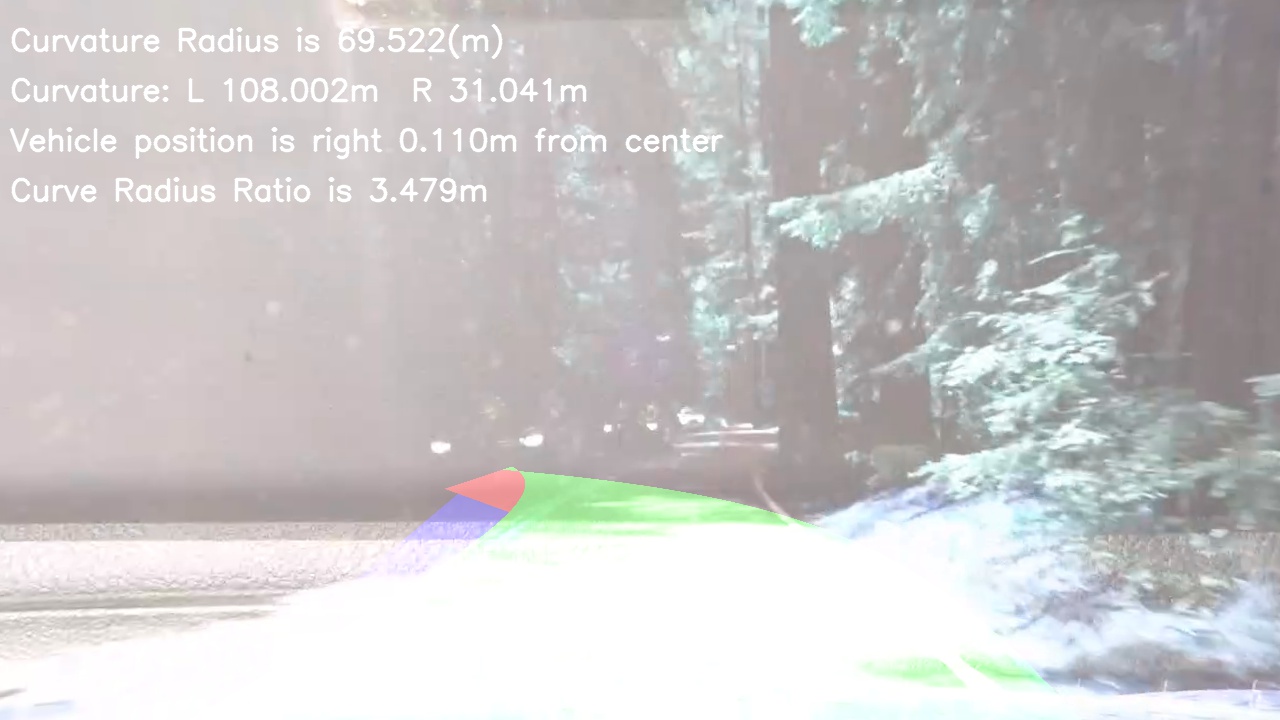 Curvature Radius is 69.522(m)
Curvature: L 108.002m R 31.041m
Vehicle position is right 0.110m from center
Curve Radius Ratio is 3.479m